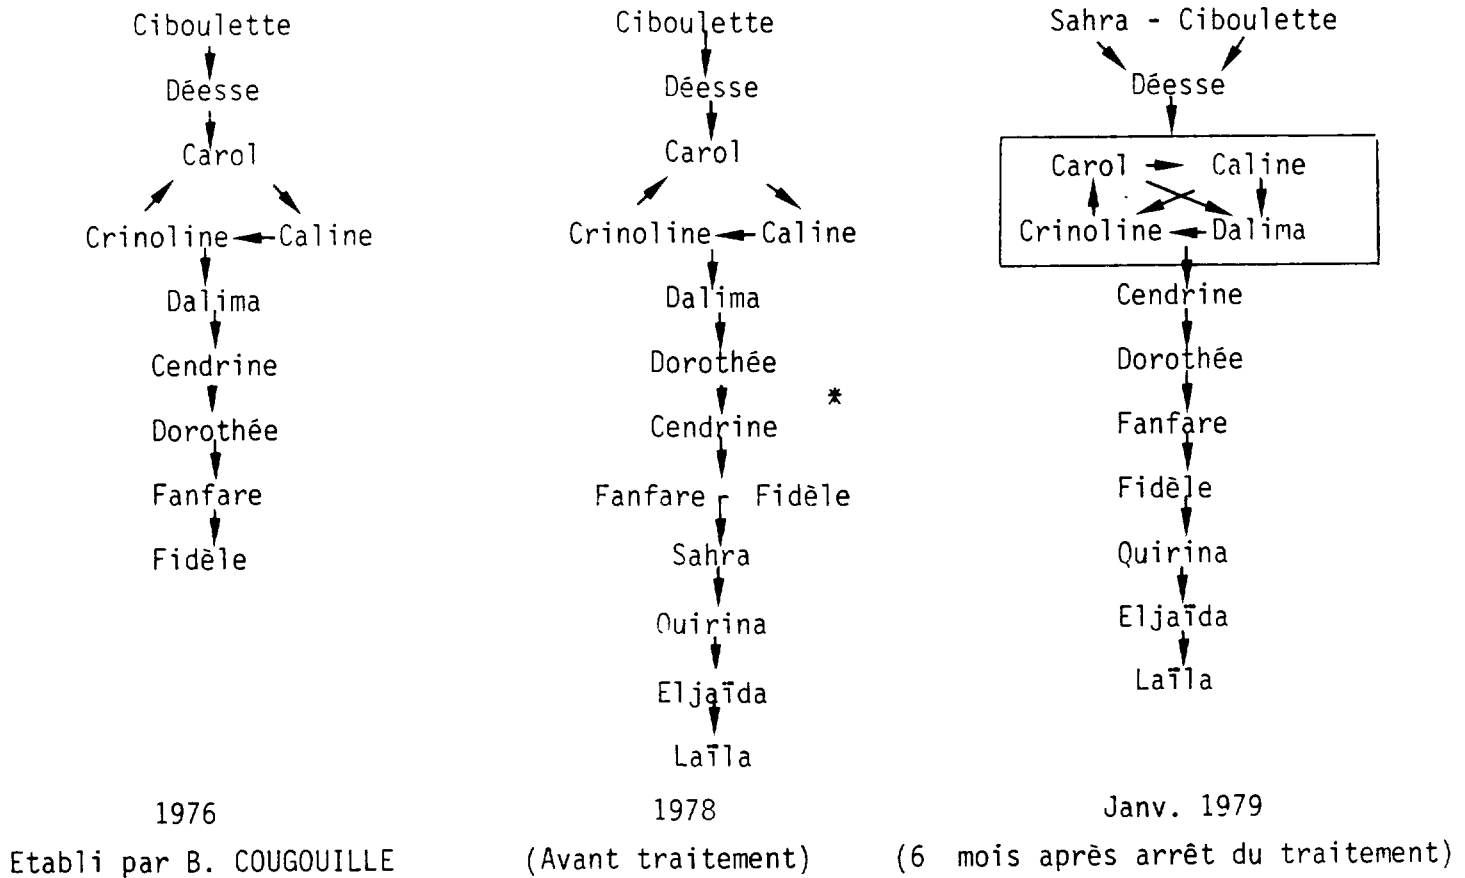 Ciboulette
Déesse
Carol
Crinoline Caline
Dalima
Cendrine
Dorothée
Fanfare
Fidèle
1976
Etabli par B. COUGOUILLE
Ciboulette
Déesse
Carol
Crinoline Caline
Dalima
Dorothée
*
Cendrine
Fanfare - Fidèle
Sahra
Quirina
Eljaïda
Laïla
1978
(Avant traitement)
Sahra - Ciboulette
Déesse
Carol Caline
Crinoline Dalima
Cendrine
Dorothée
Fanfare
Fidèle
Quirina
Eljaïda
Laïla
Janv. 1979
(6 mois après arrêt du traitement)